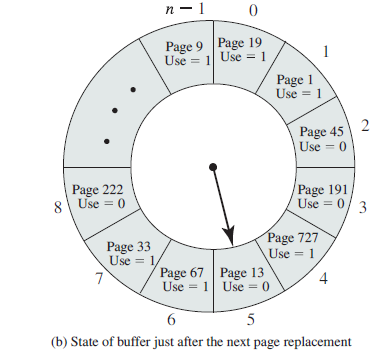 n − 1
0
Page 9
Use = 1
Page 19
Use = 1
1
Page 1
Use = 1
2
Page 45
Use = 0
Page 191
Use = 0
3
Page 727
Use = 1
4
Page 13
Use = 0
5
Page 67
Use = 1
6
Page 33
Use = 1
7
Page 222
Use = 0
8
(b) State of buffer just after the next page replacement